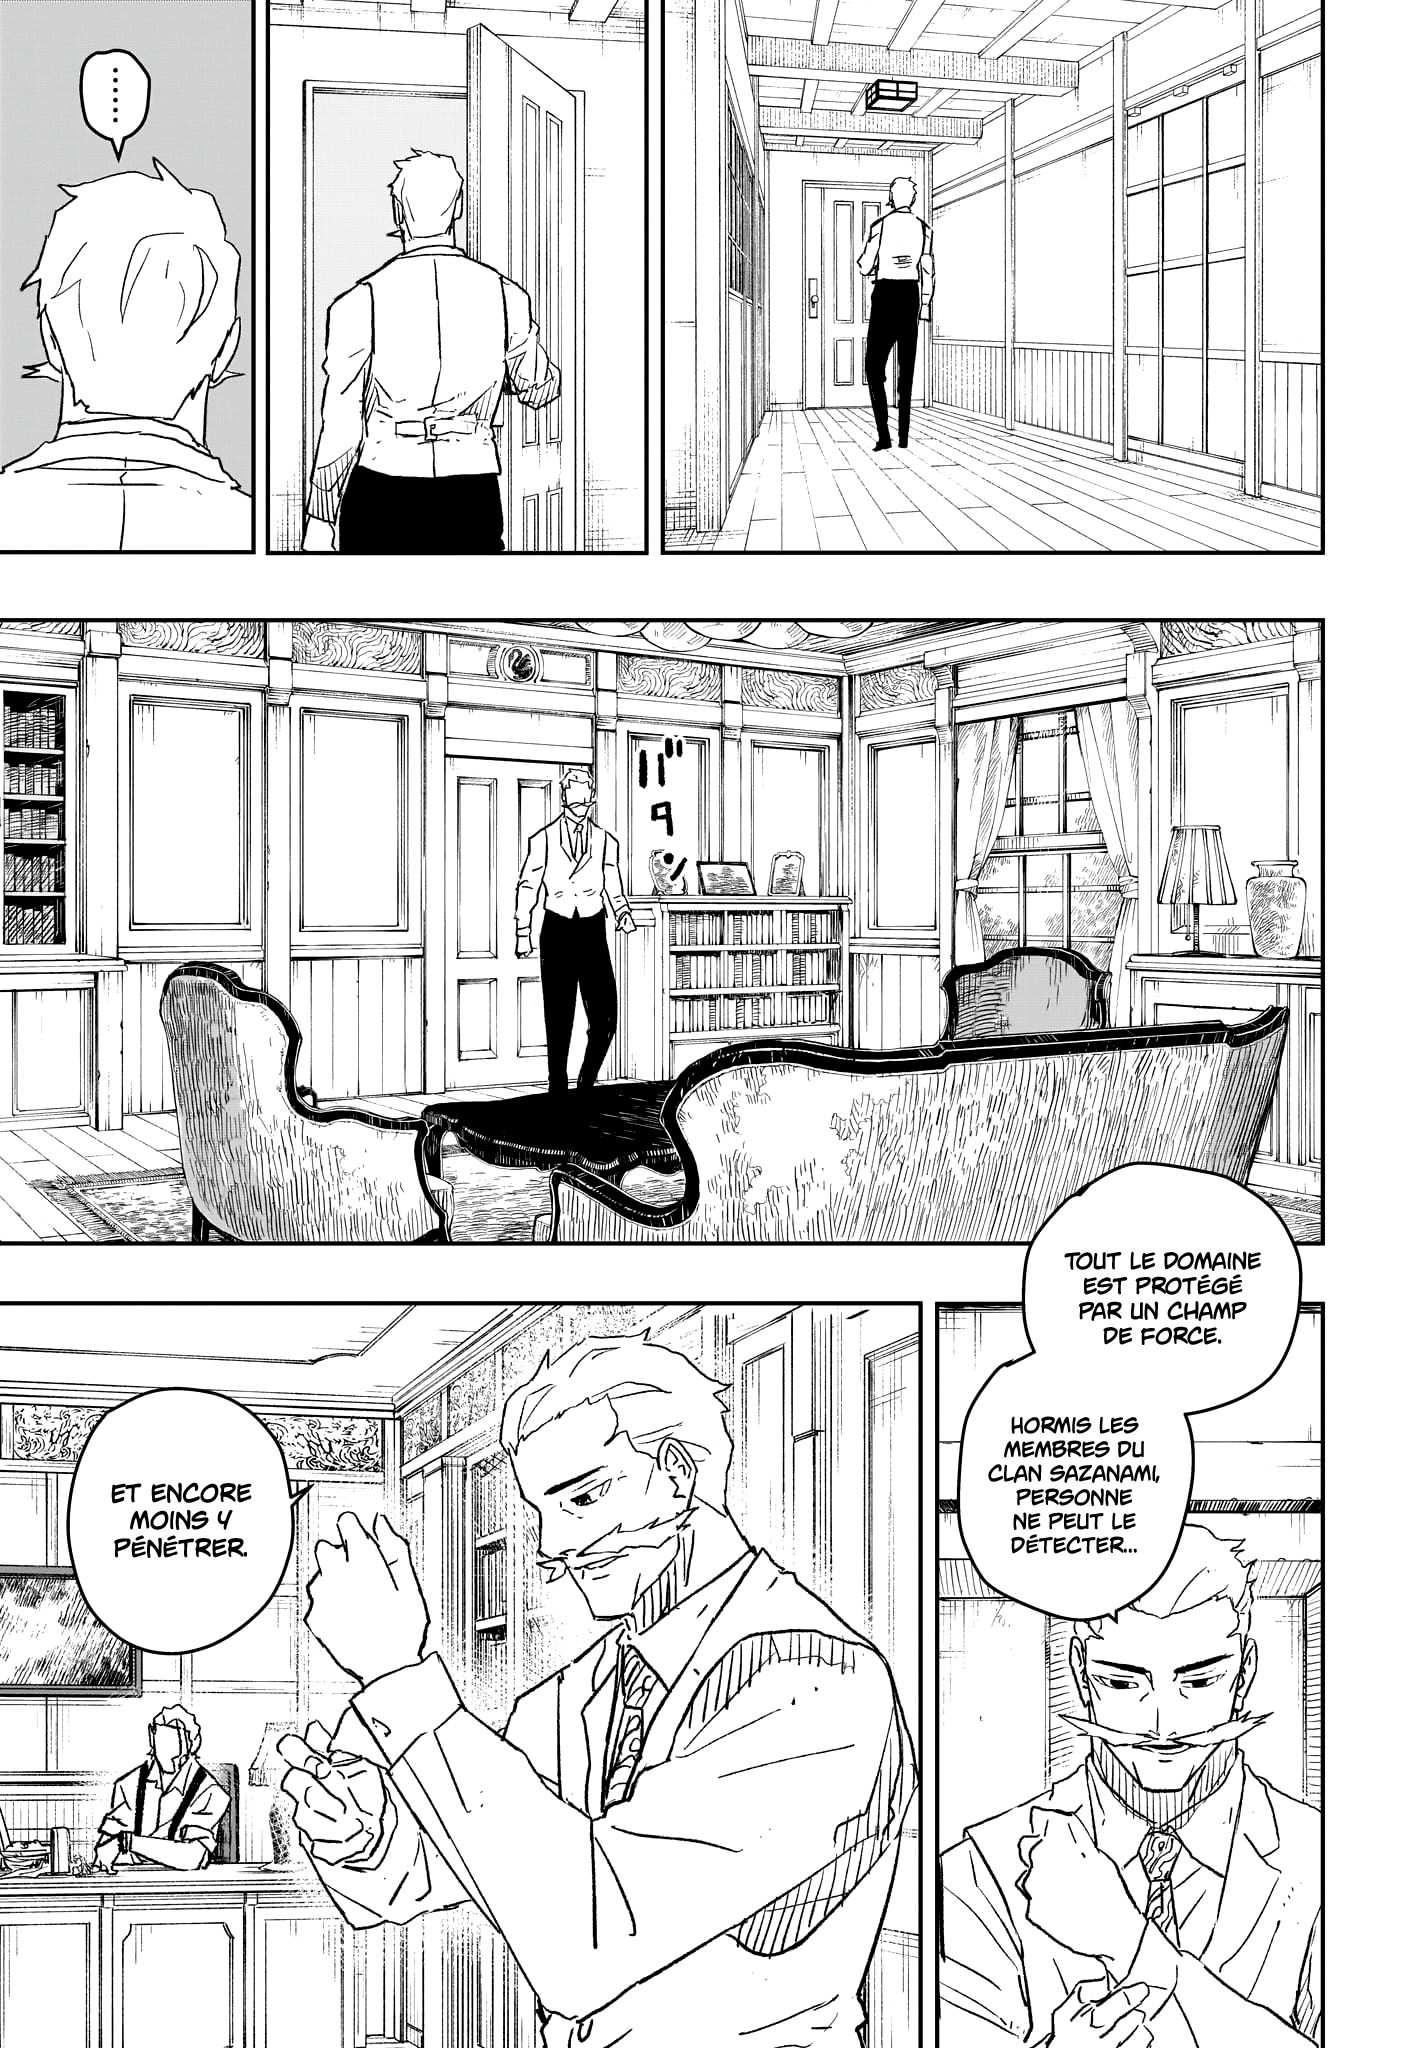 .......
バタン
TOUT LE DOMAINE
EST PROTÉGÉ
PAR UN CHAMP
DE FORCE.
HORMIS LES
MEMBRES DU
CLAN SAZANAMI,
PERSONNE
NE PEUT LE
DÉTECTER...
ET ENCORE
MOINS Y
PÉNÉTRER.